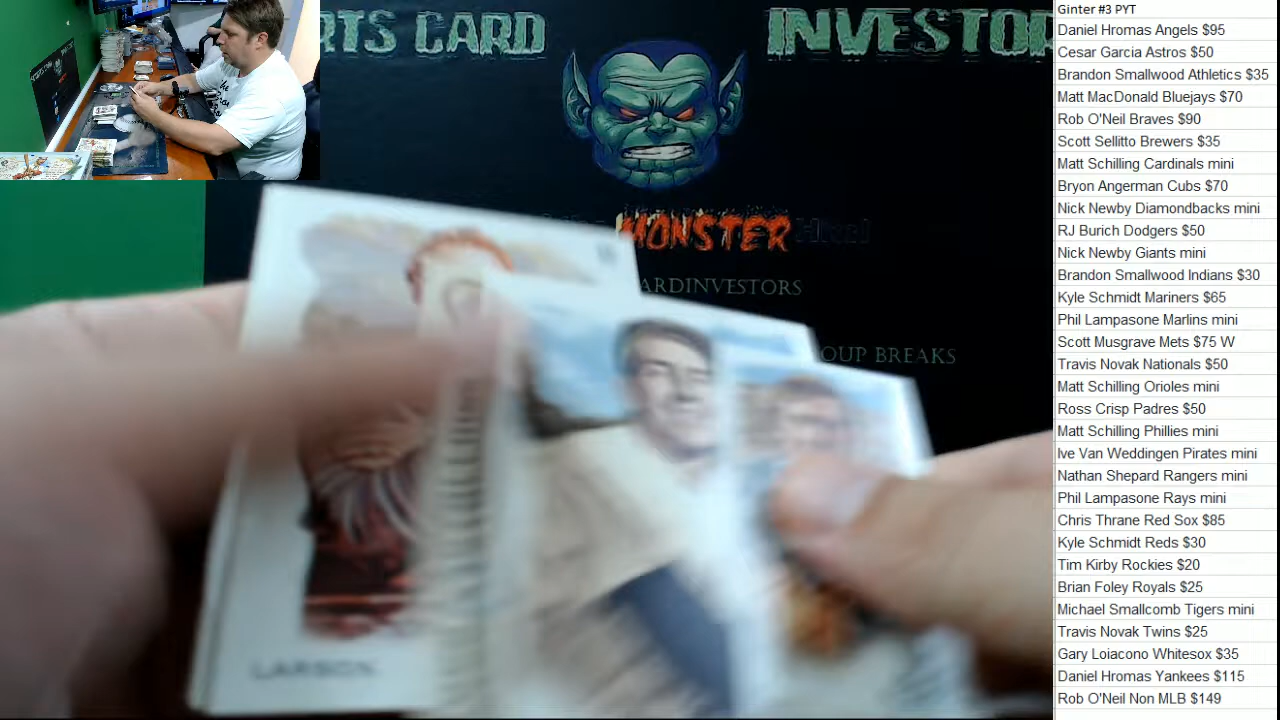 RTS CARD
INVESTOR
MONSTER
ARDINVESTORS
OUP BREAKS
LARSON
Ginter #3 PYT
Daniel Hromas Angels $95
Cesar Garcia Astros $50
Brandon Smallwood Athletics $35
Matt MacDonald Bluejays $70
Rob O'Neil Braves $90
Scott Sellitto Brewers $35
Matt Schilling Cardinals mini
Bryon Angerman Cubs $70
Nick Newby Diamondbacks mini
RJ Burich Dodgers $50
Nick Newby Giants mini
Brandon Smallwood Indians $30
Kyle Schmidt Mariners $65
Phil Lampasone Marlins mini
Scott Musgrave Mets $75 W
Travis Novak Nationals $50
Matt Schilling Orioles mini
Ross Crisp Padres $50
Matt Schilling Phillies mini
Ive Van Weddingen Pirates mini
Nathan Shepard Rangers mini
Phil Lampasone Rays mini
Chris Thrane Red Sox $85
Kyle Schmidt Reds $30
Tim Kirby Rockies $20
Brian Foley Royals $25
Michael Smallcomb Tigers mini
Travis Novak Twins $25
Gary Loiacono Whitesox $35
Daniel Hromas Yankees $115
Rob O'Neil Non MLB $149